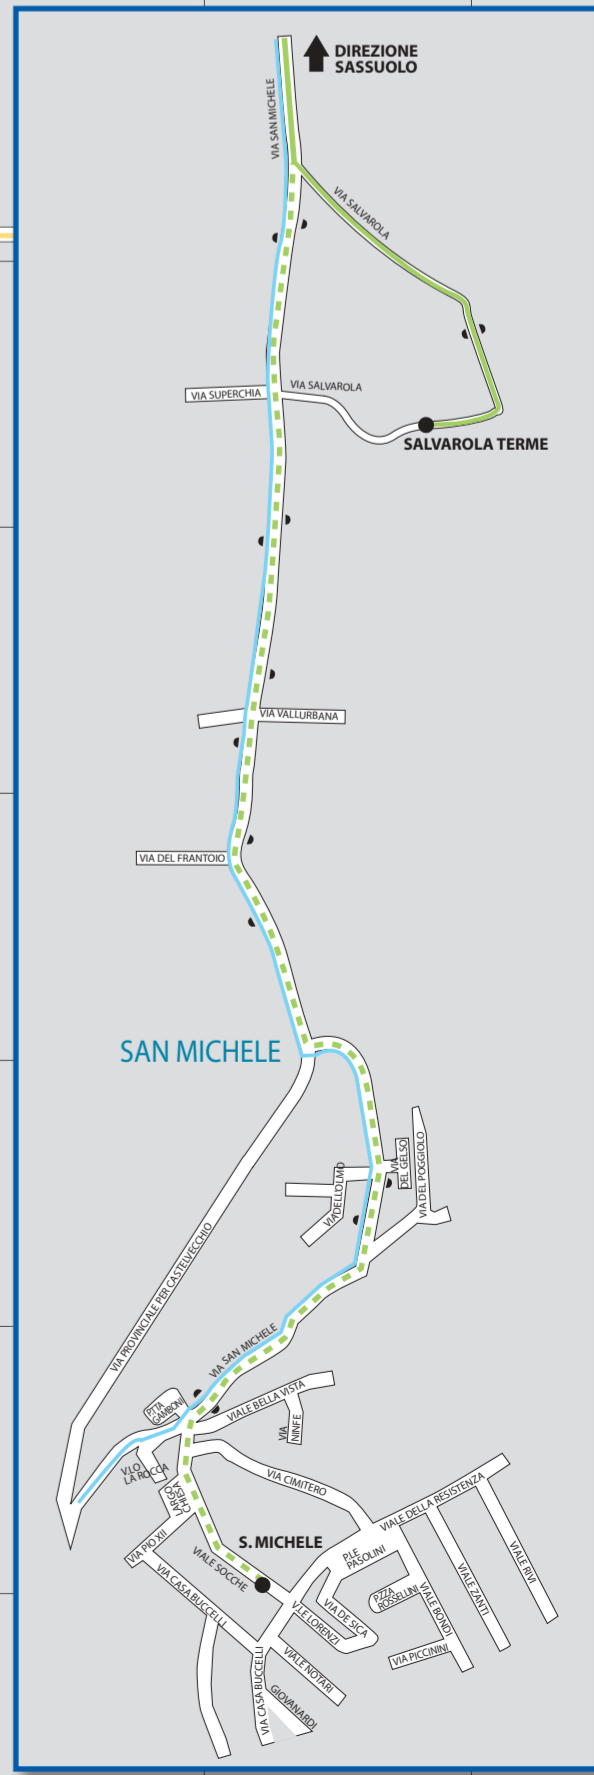 DIREZIONE
SASSUOLO
VIA SAN MICHELE
VIA SALVAROLA
VIA SUPERCHIA
VIA SALVAROLA
SALVAROLA TERME
VIA VALLURBANA
VIA DEL FRANTOIO
SAN MICHELE
VIA
DEL GELSO
VIA DEL POGGIOLO
VIA DELL'OLMO
VIA PROVINCIALE PER CASTELVECCHIO
VIA SAN MICHELE
P.TTA
GAMBONI
VIALE BELLA VISTA
VIA
NINFE
V.LO
LA ROCCA
LARGO
CHIESA
VIA CIMITERO
VIALE DELLA RESISTENZA
VIA PIO XII
S. MICHELE
VIALE SOCCHE
P.LE
PASOLINI
VIALE RIVI
VIA CASA BUCCELLI
P.ZZA
ROSSELLINI
VIALE ZANTI
VIALE BONDI
VIA DE SICA
V.LE LORENZI
VIA PICCININI
VIALE NOTARI
VIA CASA BUCCELLI
GIOVANARDI